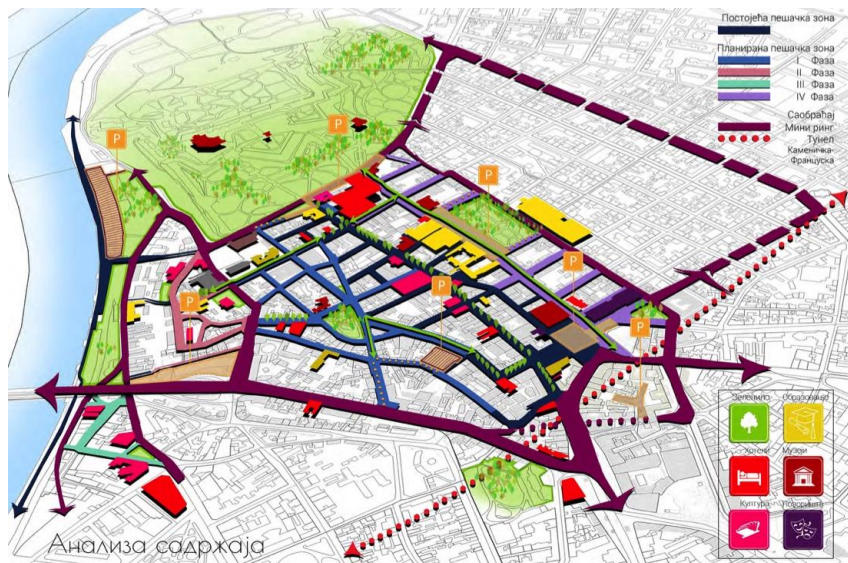 Постојећа пешачка зона
Планирана пешачка зона
I Фаза
II Фаза
III Фаза
IV Фаза
Саобраћај
Мини ринг
Тунел
Каменичка-
Француска
P
P
P
P
P
P
P
Зеленило
Образовање
Хотели
Музеји
Култура
Позоришта
Анализа садржаја